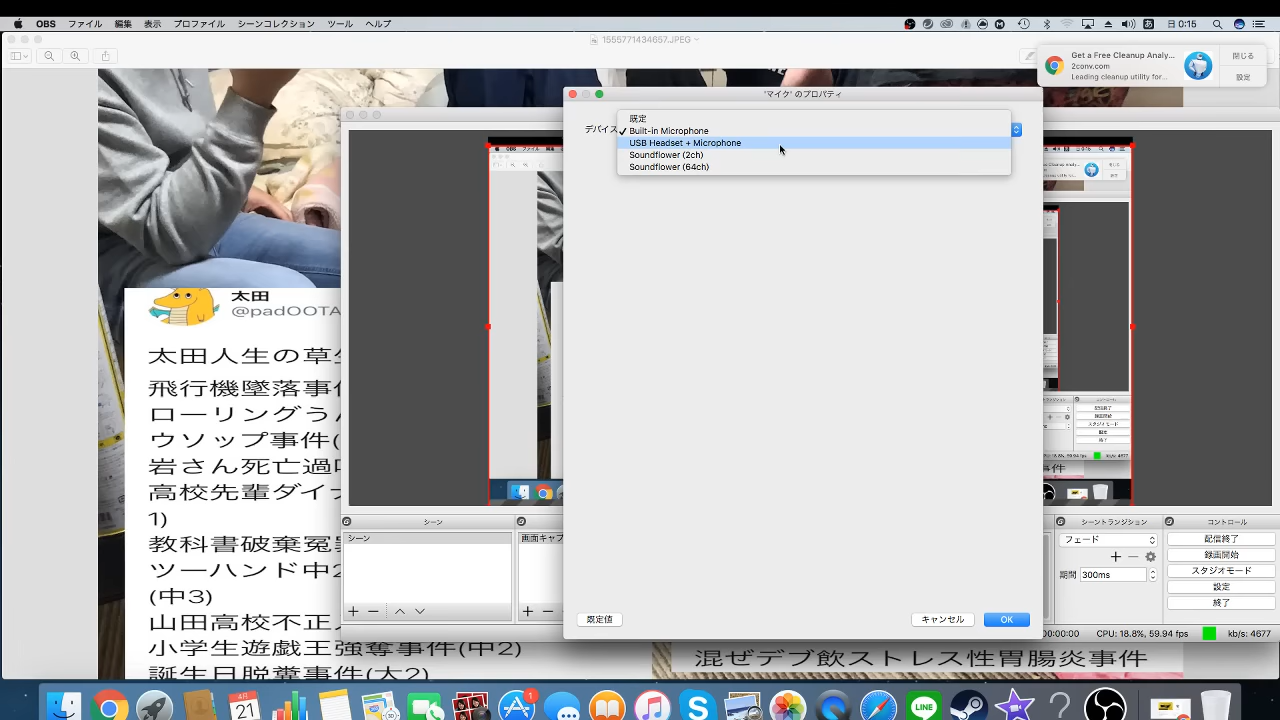 OBS ファイル 編集 表示 プロファイル シーンコレクション ツール ヘルプ
日0:15
1555771434657.JPEG
Get a Free Cleanup Analy...
2conv.com
Leading cleanup utility for...
閉じる
設定
'マイク' のプロパティ
デバイス
既定
✓ Built-in Microphone
USB Headset + Microphone
Soundflower (2ch)
Soundflower (64ch)
太田
@padOOTA
太田人生の草
飛行機墜落事
ローリングう
ウソップ事件(
岩さん死亡過
高校先輩ダイ
1)
教科書破棄冤
ツーハンド中2
(中3)
山田高校不正
小学生遊戯王強奪事件(中2)
誕生日脱糞事件(大2)
混ぜデブ飲ストレス性胃腸炎事件
シーン
シーン
画面キャプ
シーントランジション
フェード
期間 300ms
コントロール
配信終了
録画開始
スタジオモード
設定
終了
既定値
キャンセル
OK
00:00:00 CPU: 18.8%, 59.94 fps kb/s: 4677
4月
21
1
LINE